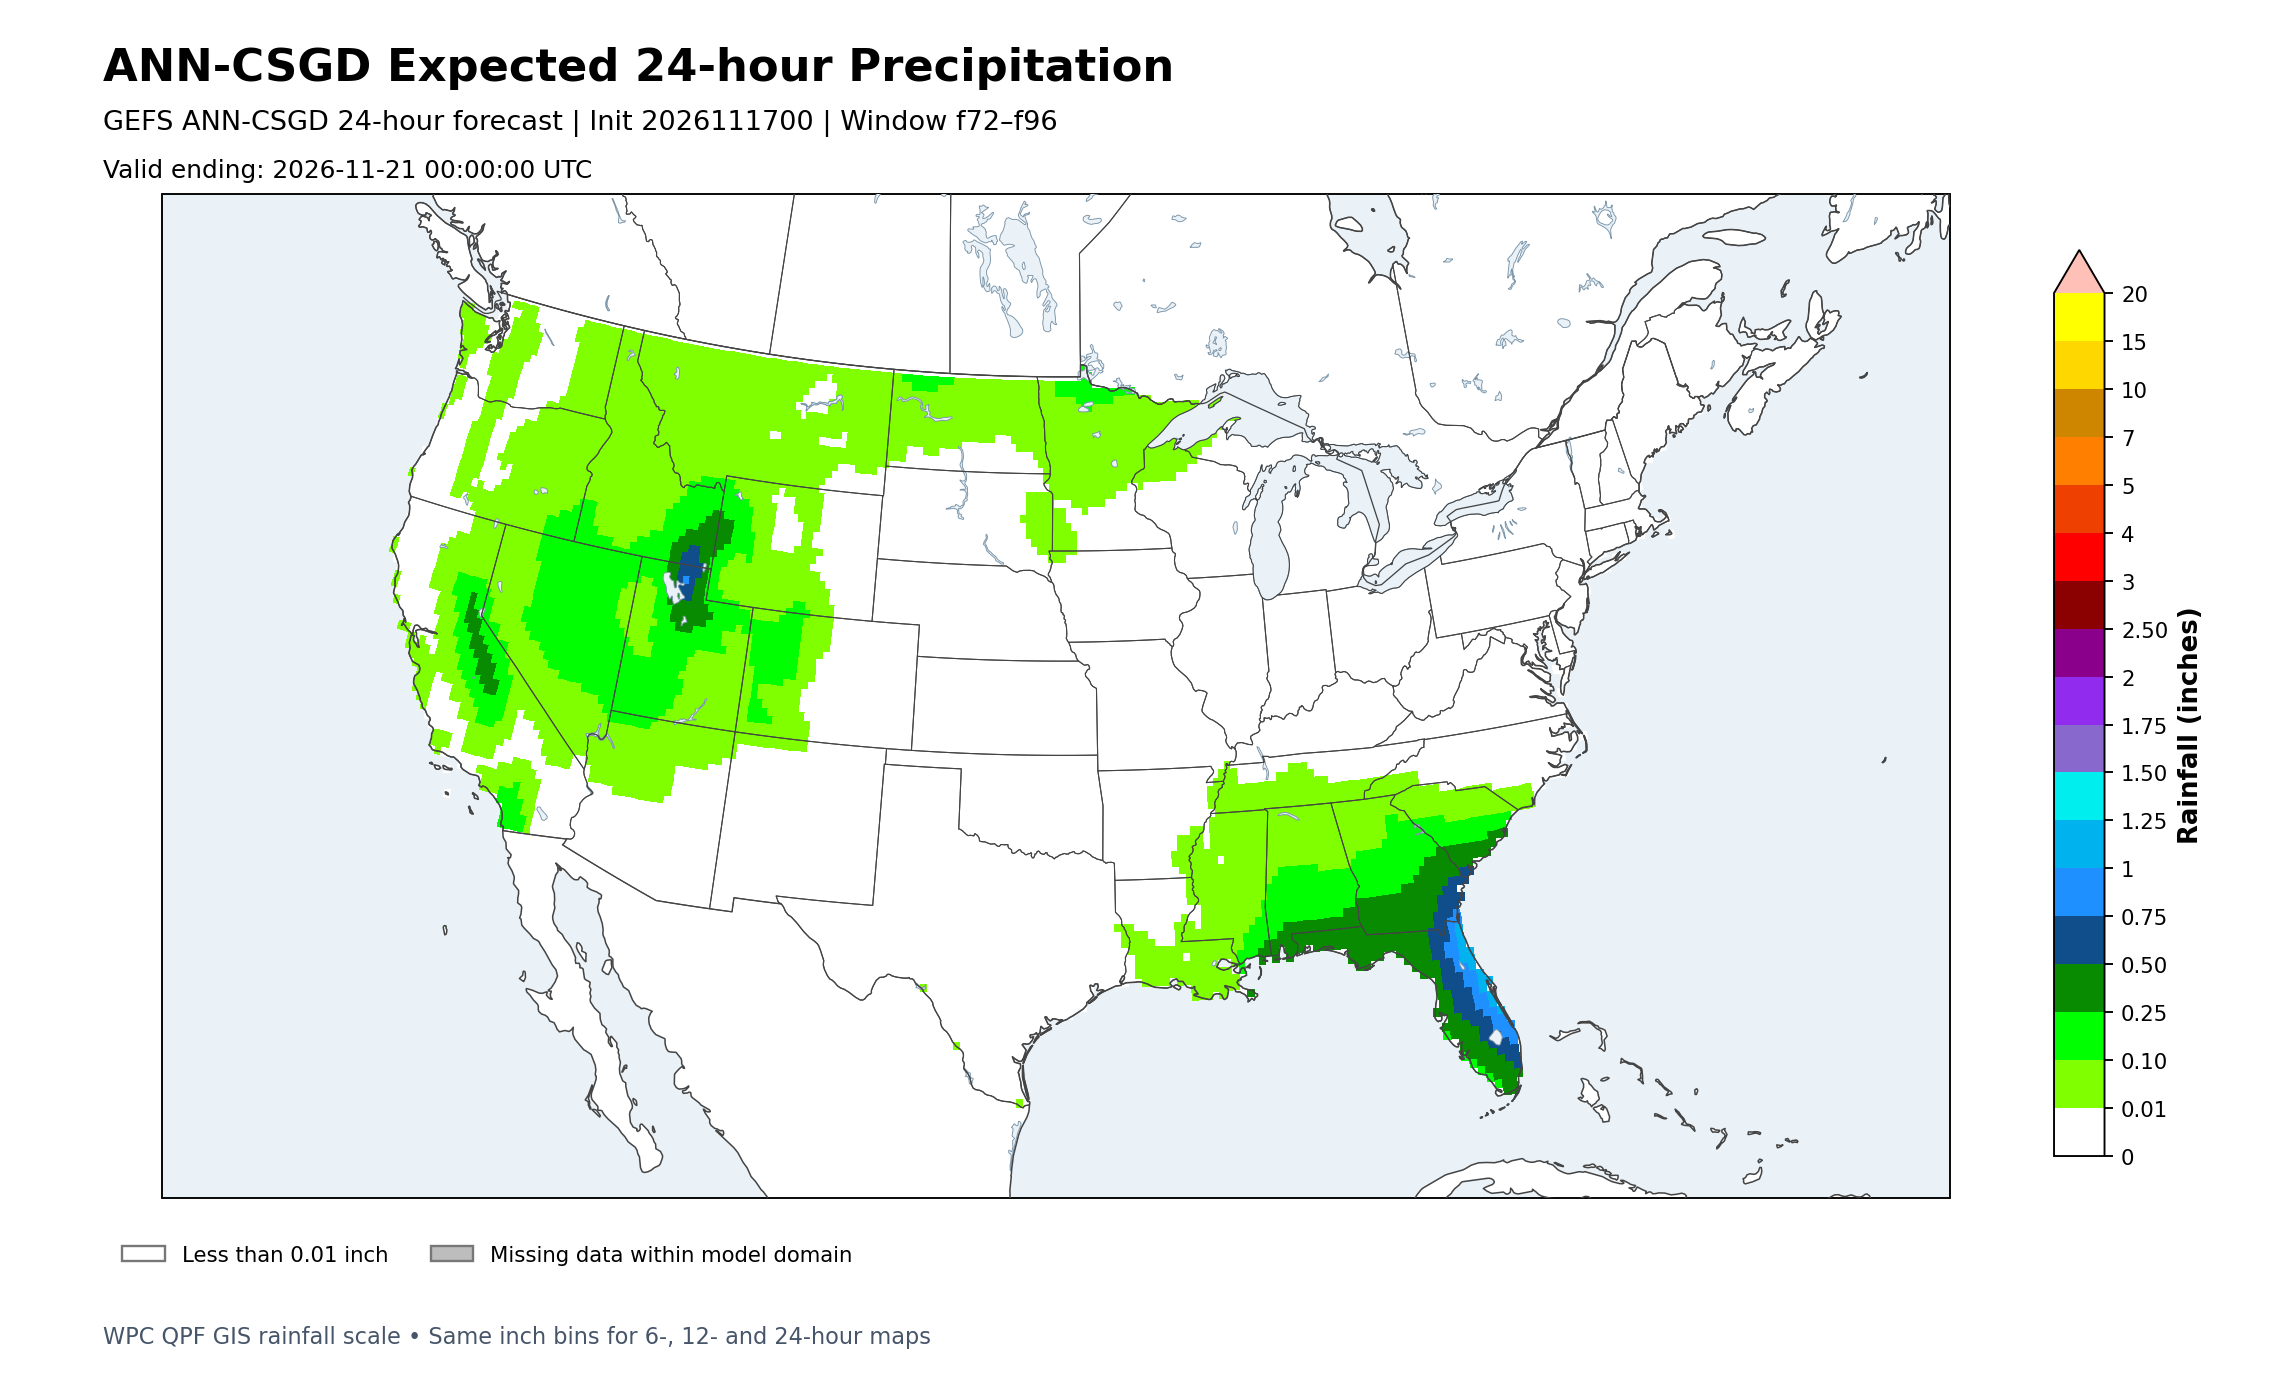 ANN-CSGD Expected 24-hour Precipitation
GEFS ANN-CSGD 24-hour forecast | Init 2026111700 | Window f72–f96
Valid ending: 2026-11-21 00:00:00 UTC
20
15
10
7
5
4
3
2.50
2
1.75
1.50
1.25
1
0.75
0.50
0.25
0.10
0.01
0
Rainfall (inches)
Less than 0.01 inch
Missing data within model domain
WPC QPF GIS rainfall scale • Same inch bins for 6-, 12- and 24-hour maps